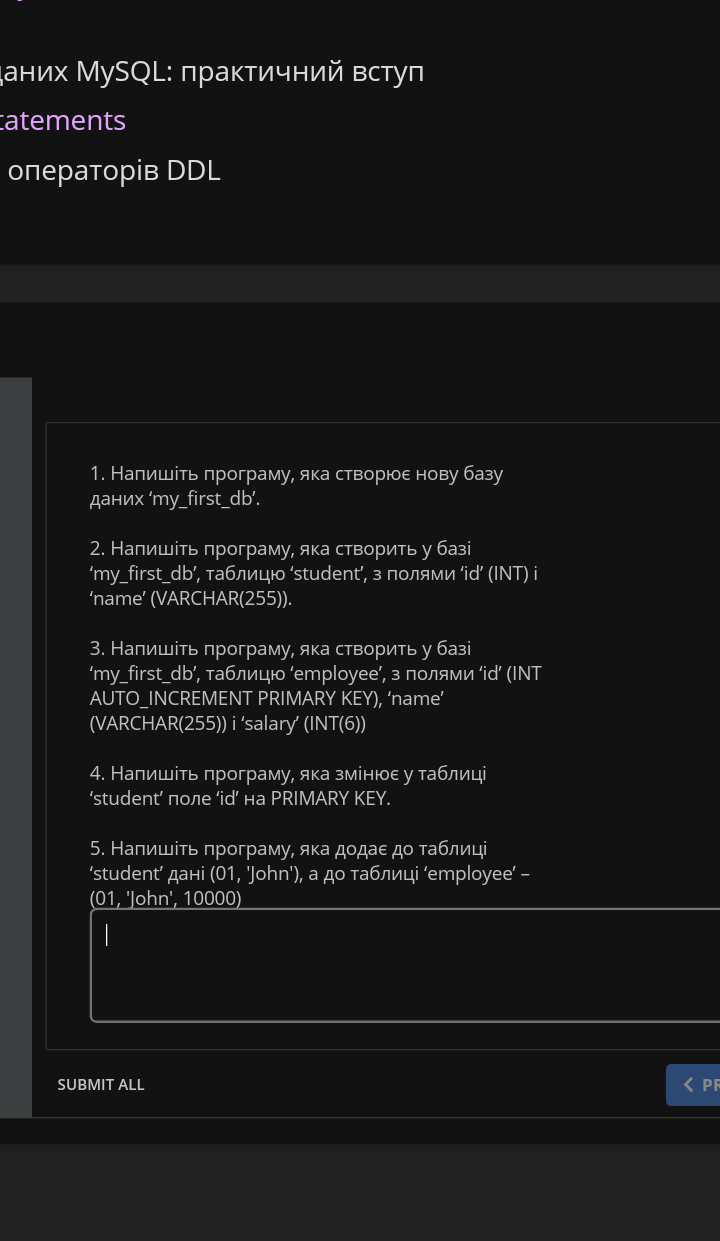 даних MySQL: практичний вступ
tatements
операторів DDL
1. Напишіть програму, яка створює нову базу
даних ‘my_first_db’.
2. Напишіть програму, яка створить у базі
‘my_first_db’, таблицю ‘student’, з полями ‘id’ (INT) і
‘name’ (VARCHAR(255)).
3. Напишіть програму, яка створить у базі
‘my_first_db’, таблицю ‘employee’, з полями ‘id’ (INT
AUTO_INCREMENT PRIMARY KEY), ‘name’
(VARCHAR(255)) і ‘salary’ (INT(6))
4. Напишіть програму, яка змінює у таблиці
‘student’ поле ‘id’ на PRIMARY KEY.
5. Напишіть програму, яка додає до таблиці
‘student’ дані (01, 'John'), а до таблиці ‘employee’ –
(01, 'John', 10000)
SUBMIT ALL
PR